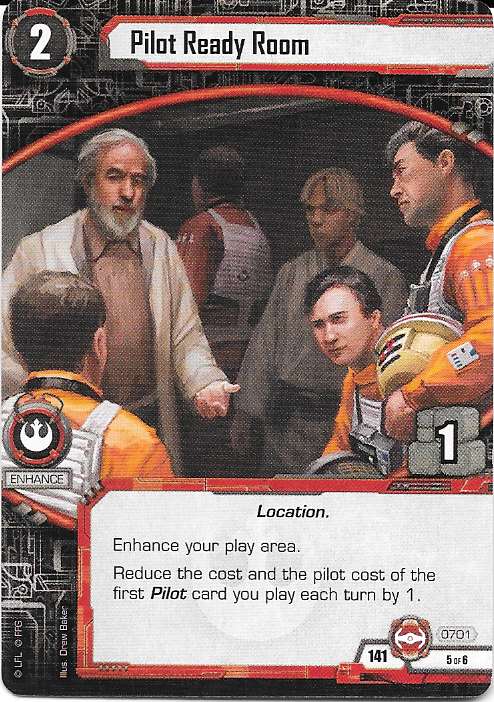 2
Pilot Ready Room
ENHANCE
1
Location.
Enhance your play area.
Reduce the cost and the pilot cost of the
first Pilot card you play each turn by 1.
© LFL © FFG
Illus. Drew Baker
141
0701
5 OF 6